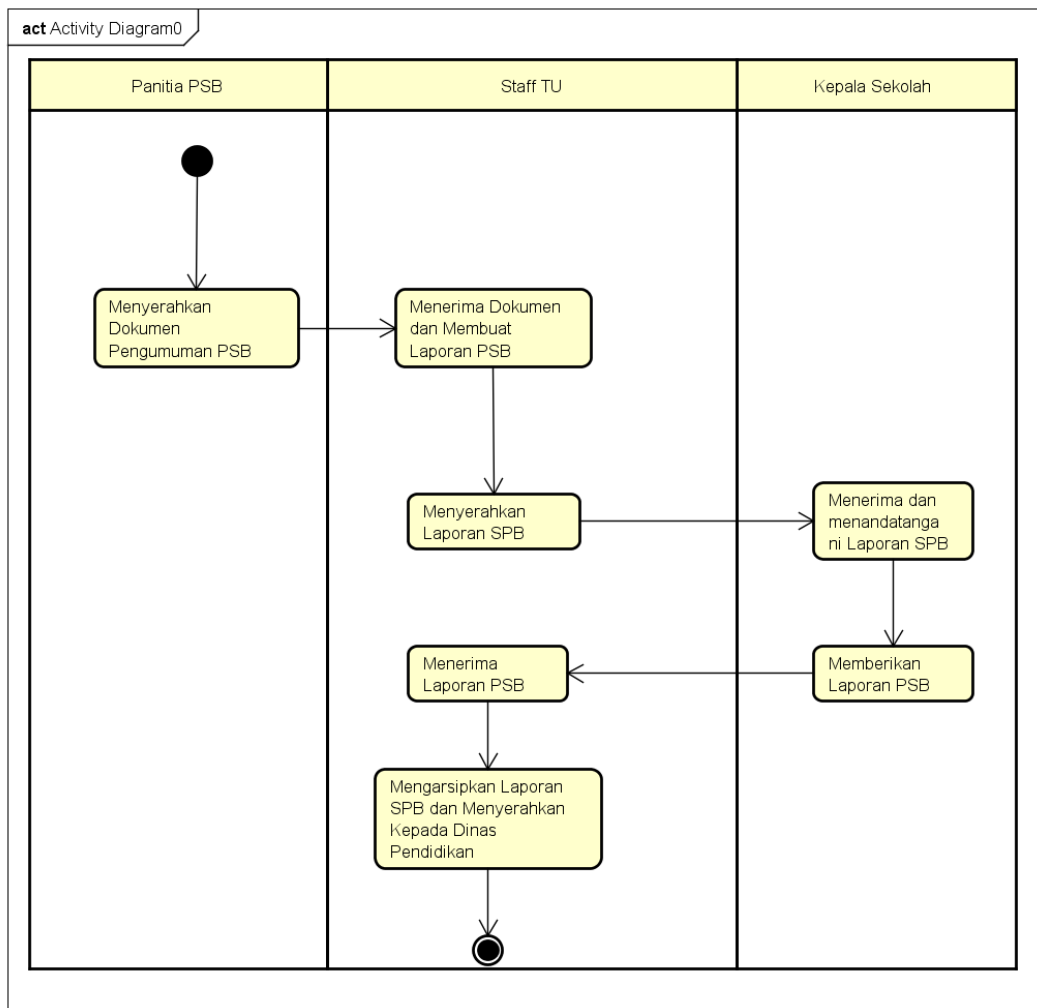 act Activity Diagram0
Panitia PSB
Staff TU
Kepala Sekolah
Menyerahkan
Dokumen
Pengumuman PSB
Menerima Dokumen
dan Membuat
Laporan PSB
Menyerahkan
Laporan SPB
Menerima dan
menandatanga
ni Laporan SPB
Menerima
Laporan PSB
Memberikan
Laporan PSB
Mengarsipkan Laporan
SPB dan Menyerahkan
Kepada Dinas
Pendidikan